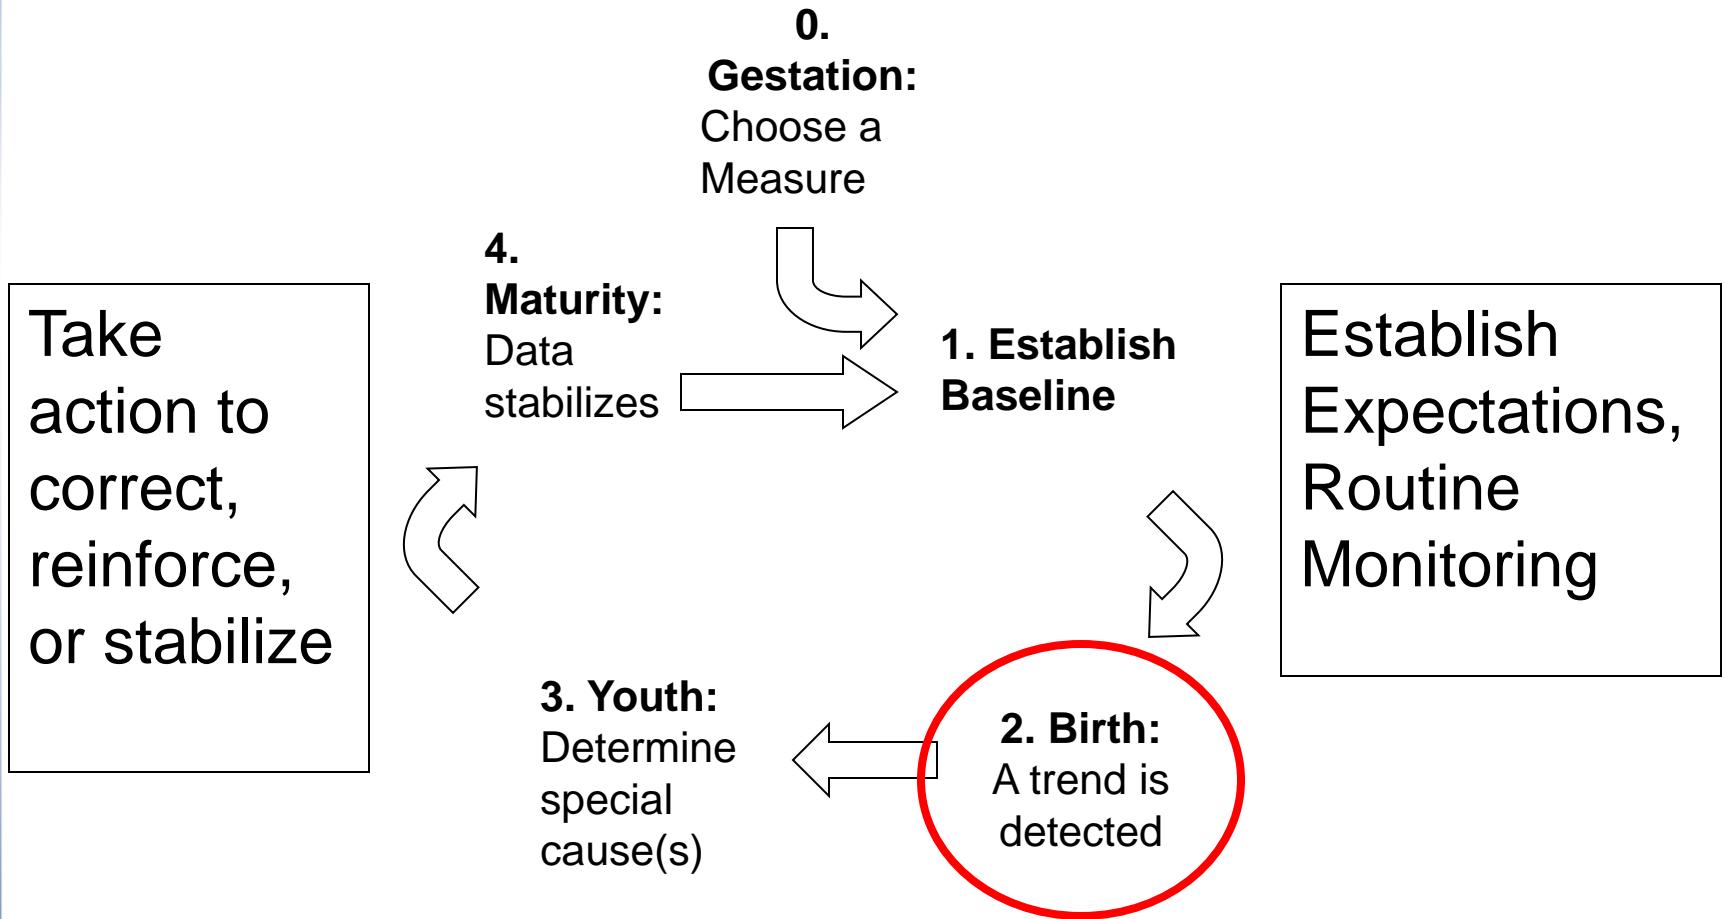 0.
Gestation:
Choose a
Measure
4.
Maturity:
Data
stabilizes
1. Establish
Baseline
Take
action to
correct,
reinforce,
or stabilize
Establish
Expectations,
Routine
Monitoring
3. Youth:
Determine
special
cause(s)
2. Birth:
A trend is
detected